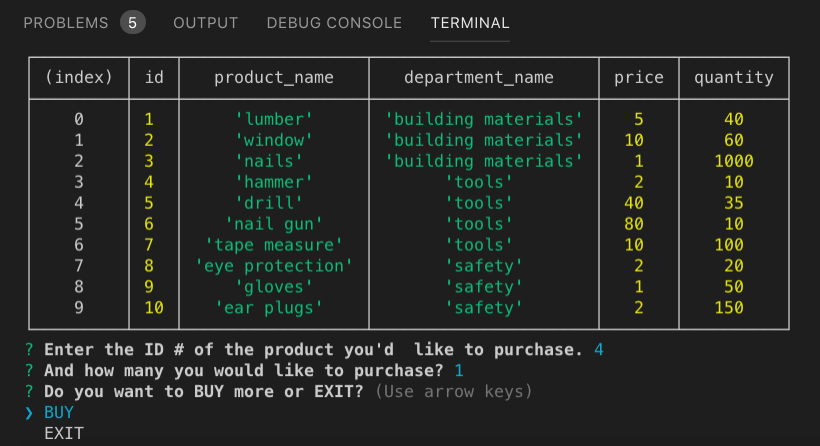 PROBLEMS 5 OUTPUT DEBUG CONSOLE TERMINAL
(index) id product_name department_name price quantity
0 1 'lumber' 'building materials' 5 40
1 2 'window' 'building materials' 10 60
2 3 'nails' 'building materials' 1 1000
3 4 'hammer' 'tools' 2 10
4 5 'drill' 'tools' 40 35
5 6 'nail gun' 'tools' 80 10
6 7 'tape measure' 'tools' 10 100
7 8 'eye protection' 'safety' 2 20
8 9 'gloves' 'safety' 1 50
9 10 'ear plugs' 'safety' 2 150
? Enter the ID # of the product you'd  like to purchase. 4
? And how many you would like to purchase? 1
? Do you want to BUY more or EXIT? (Use arrow keys)
❯ BUY
EXIT